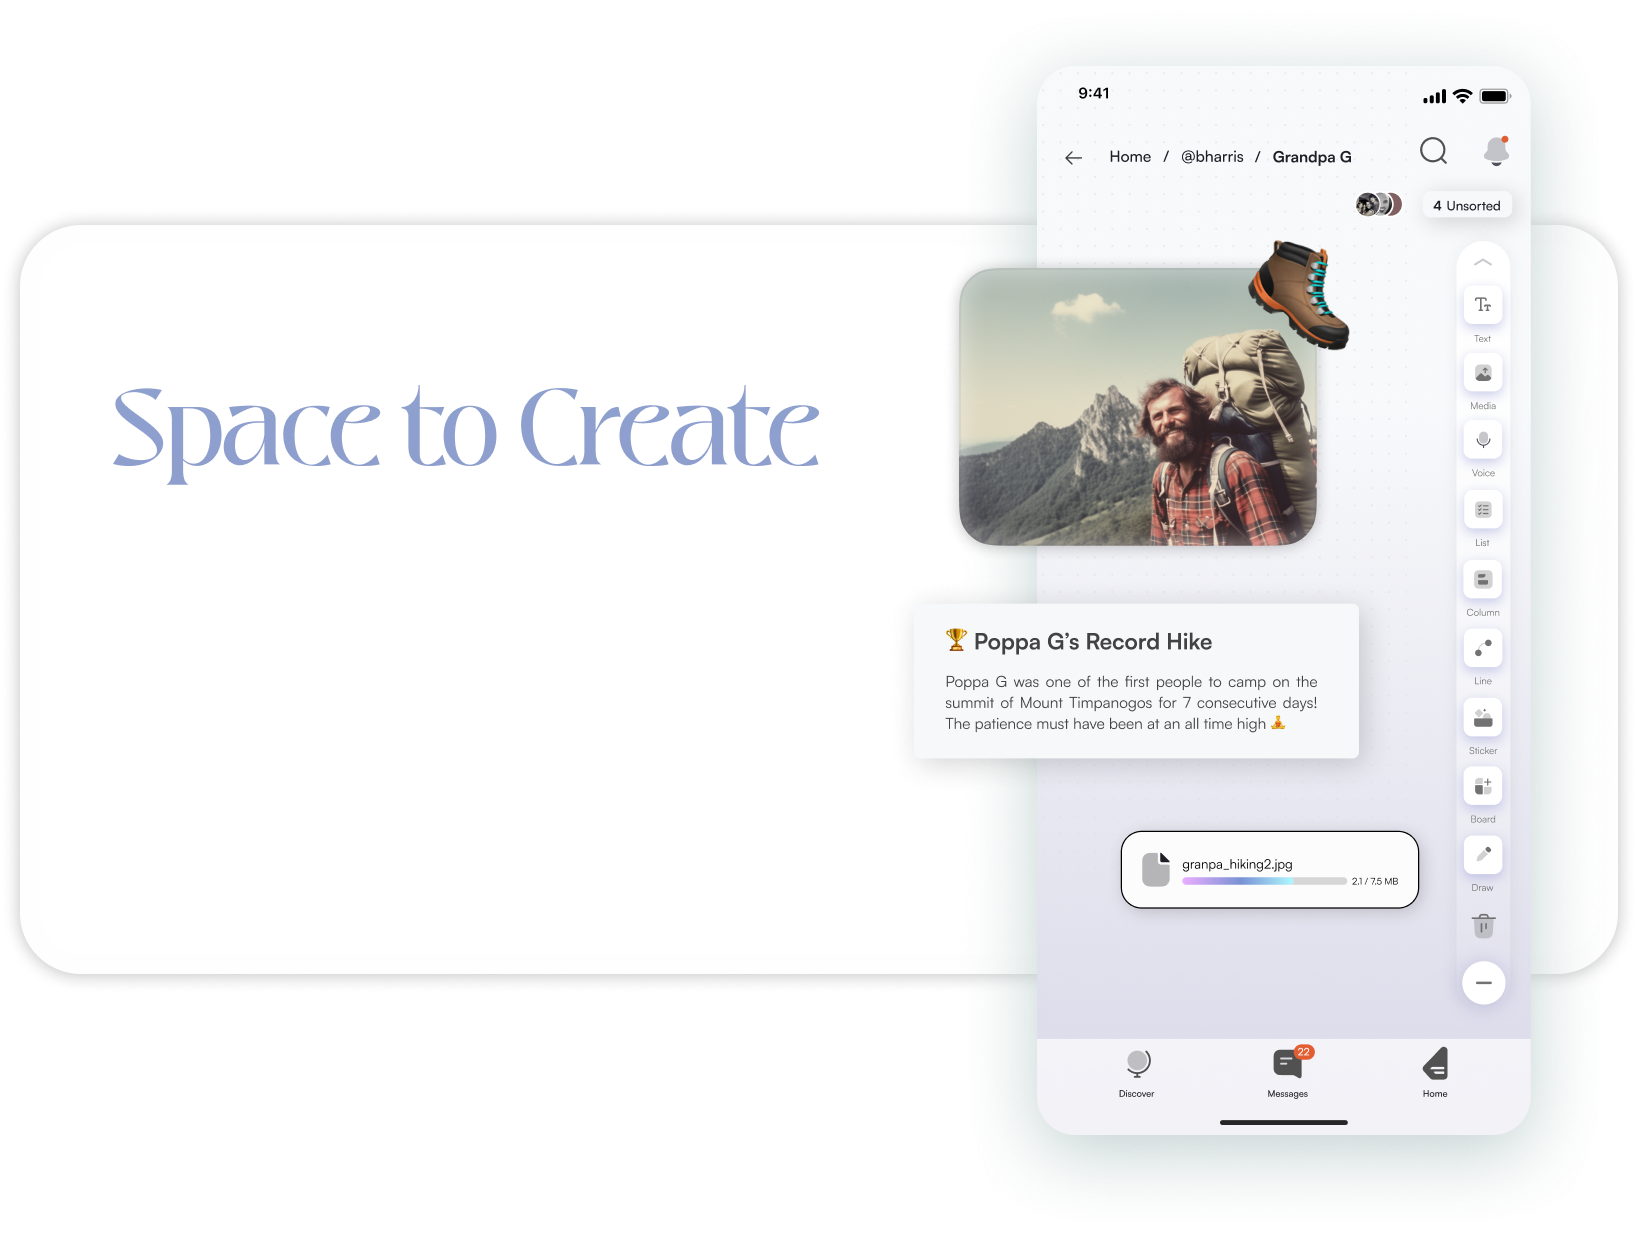 9:41
Home / @bharris / Grandpa G
4 Unsorted
Space to Create
Text
Media
Voice
List
Column
Line
Sticker
Board
Draw
🏆 Poppa G’s Record Hike
Poppa G was one of the first people to camp on the
summit of Mount Timpanogos for 7 consecutive days!
The patience must have been at an all time high 🧘
granpa_hiking2.jpg
2.1 / 7.5 MB
Discover
22
Messages
Home